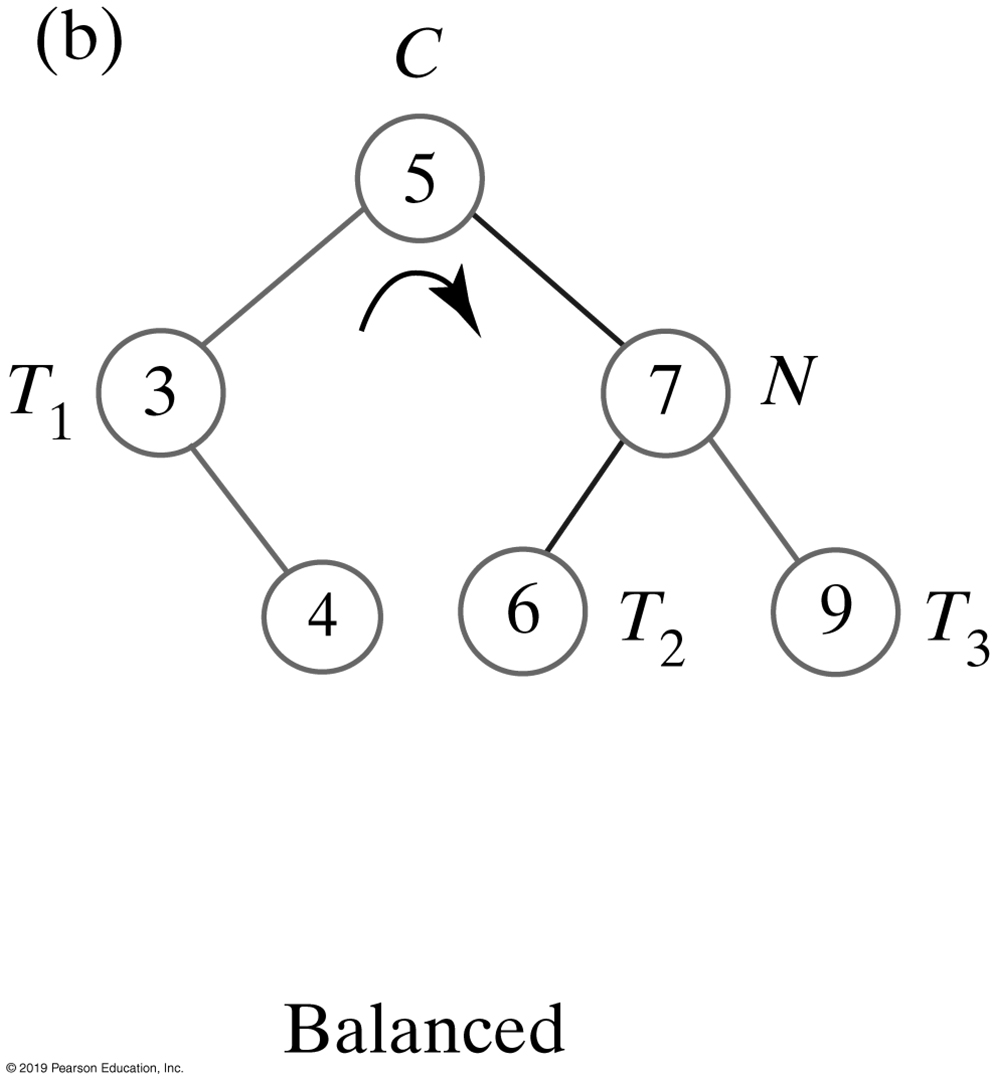 (b)
C
5
T1 3 7 N
4 6 T2 9 T3
Balanced
© 2019 Pearson Education, Inc.